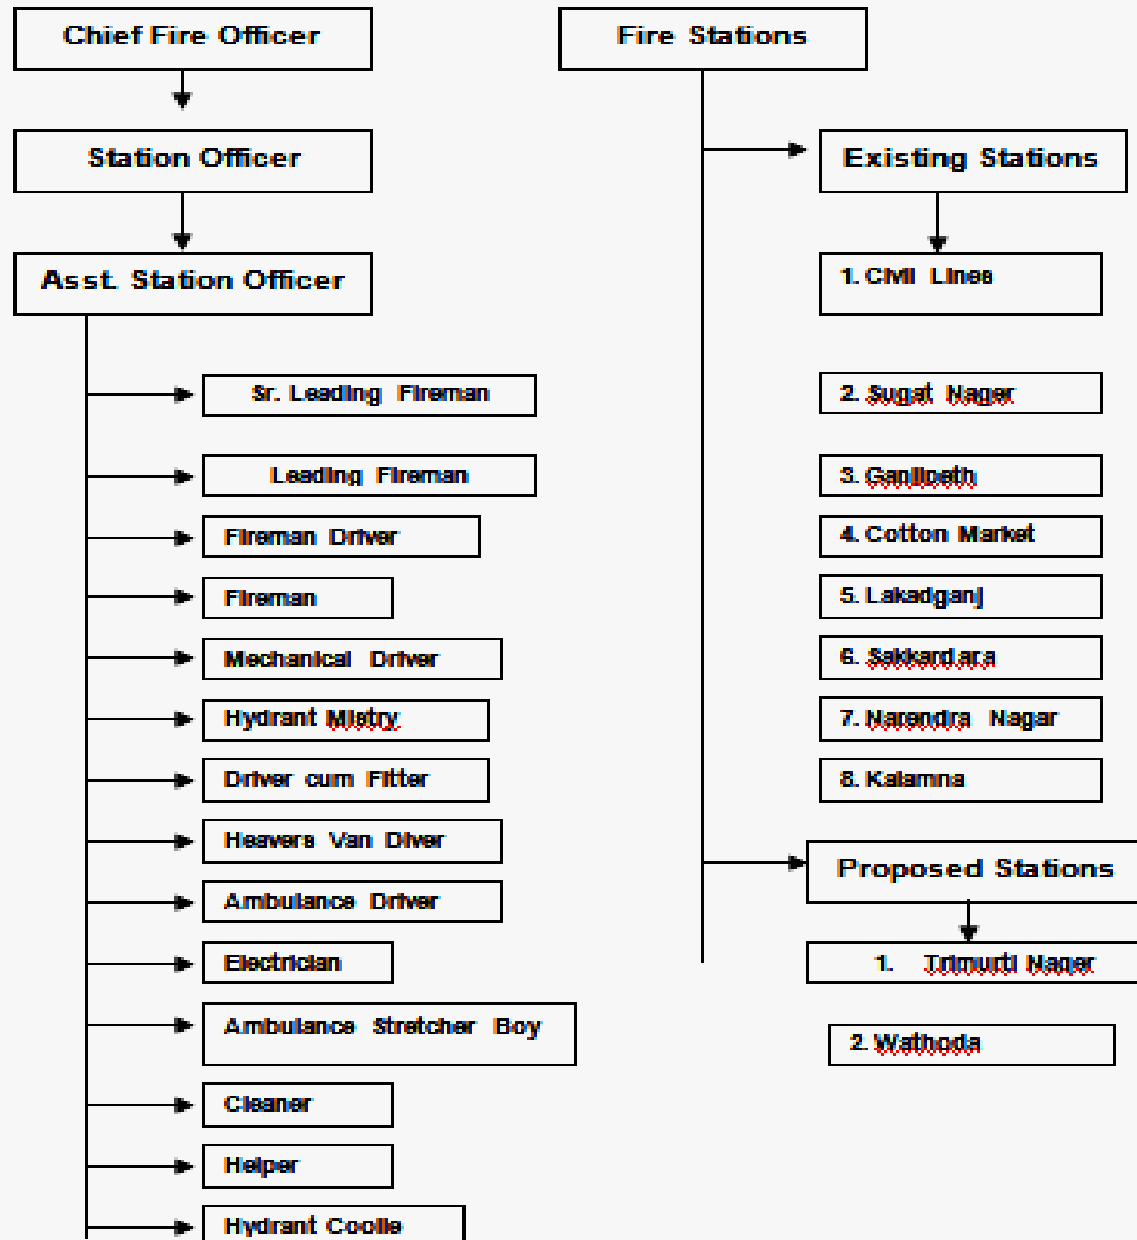 Chief Fire Officer
Station Officer
Asst. Station Officer
Sr. Leading Fireman
Leading Fireman
Fireman Driver
Fireman
Mechanical Driver
Hydrant Mistry
Driver cum Fitter
Heavers Van Diver
Ambulance Driver
Electrician
Ambulance Stretcher Boy
Cleaner
Helper
Hydrant Coolie
Fire Stations
Existing Stations
1. Civil Lines
2. Sugat Nager
3. Ganjipeth
4. Cotton Market
5. Lakadganj
6. Sakkardara
7. Narendra Nagar
8. Kalamna
Proposed Stations
1. Trimurti Nager
2. Wathoda